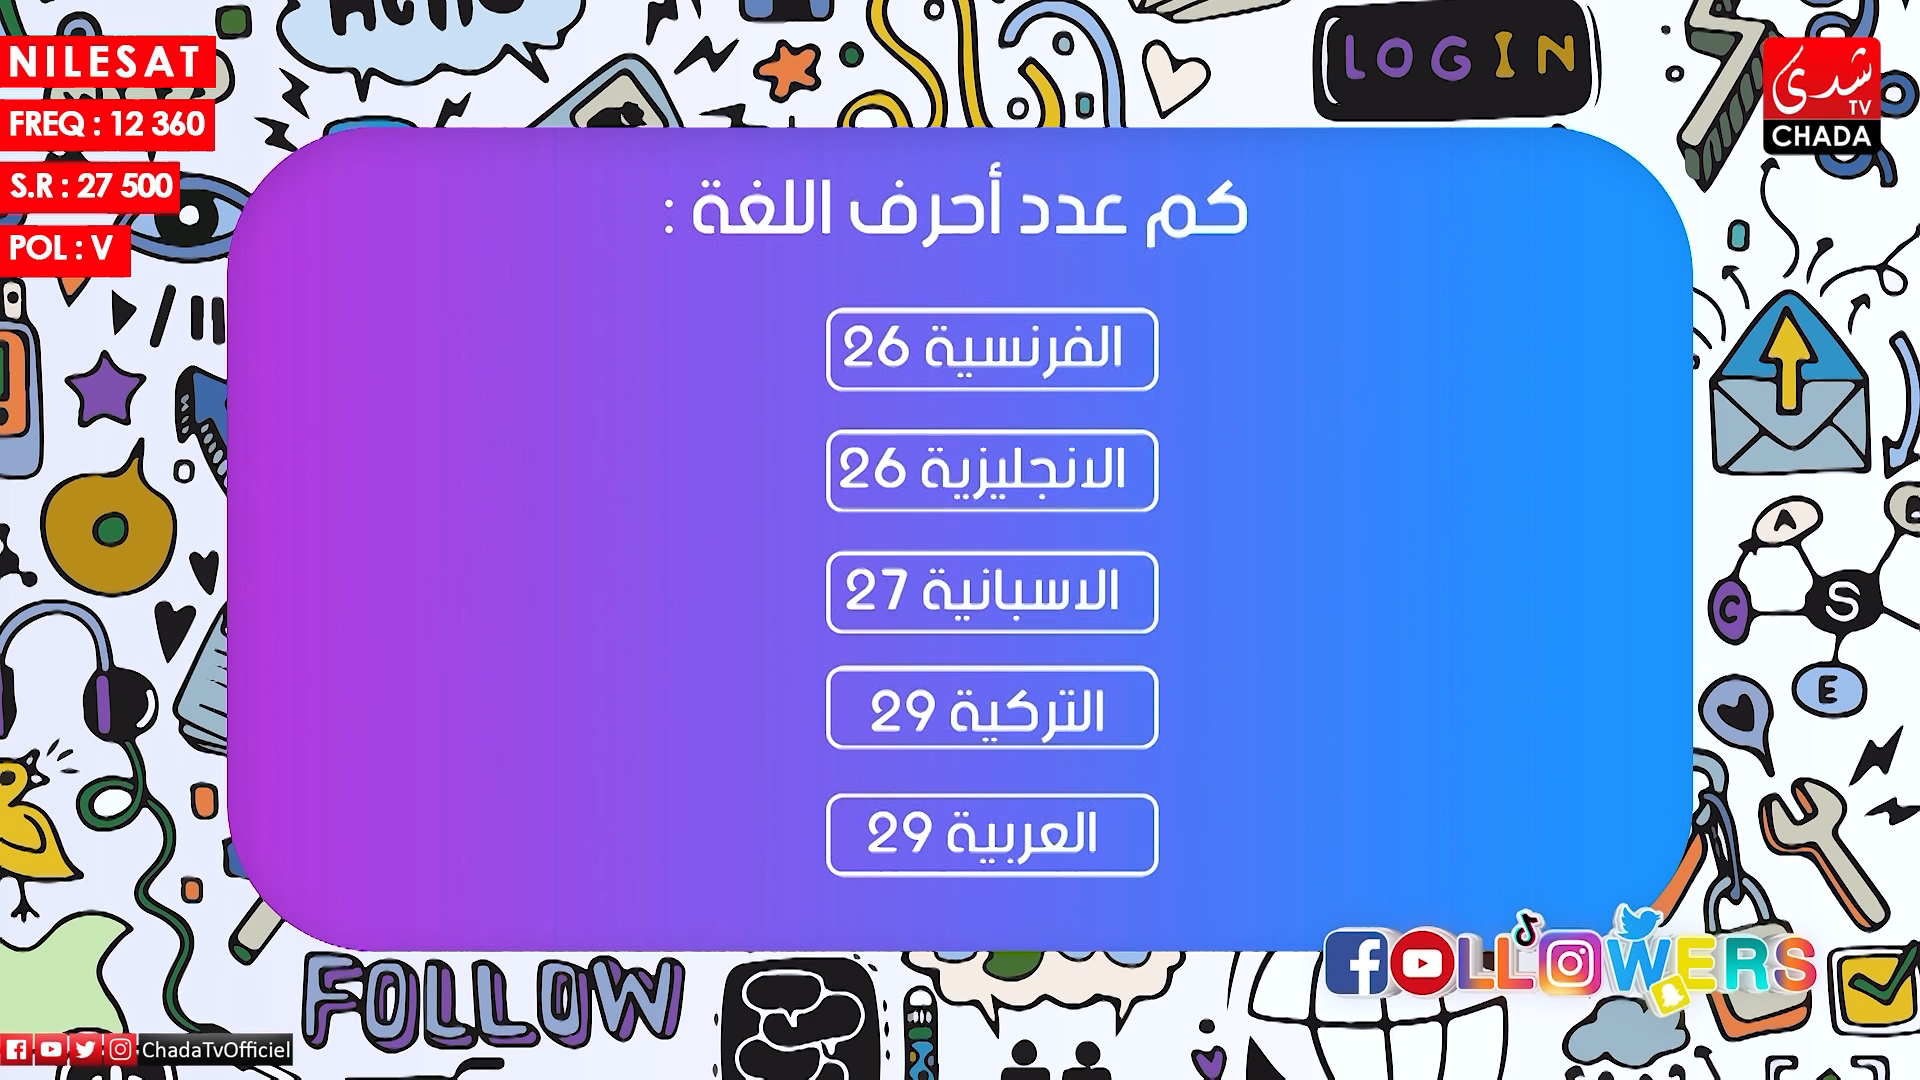 NILESAT
FREQ : 12 360
S.R : 27 500
POL : V
LOGIN
شدى
TV
CHADA
كم عدد أحرف اللغة :
الفرنسية 26
الانجليزية 26
الاسبانية 27
التركية 29
العربية 29
A
S
C
E
FOLLOWERS
FOLLOW
ChadaTvOfficiel